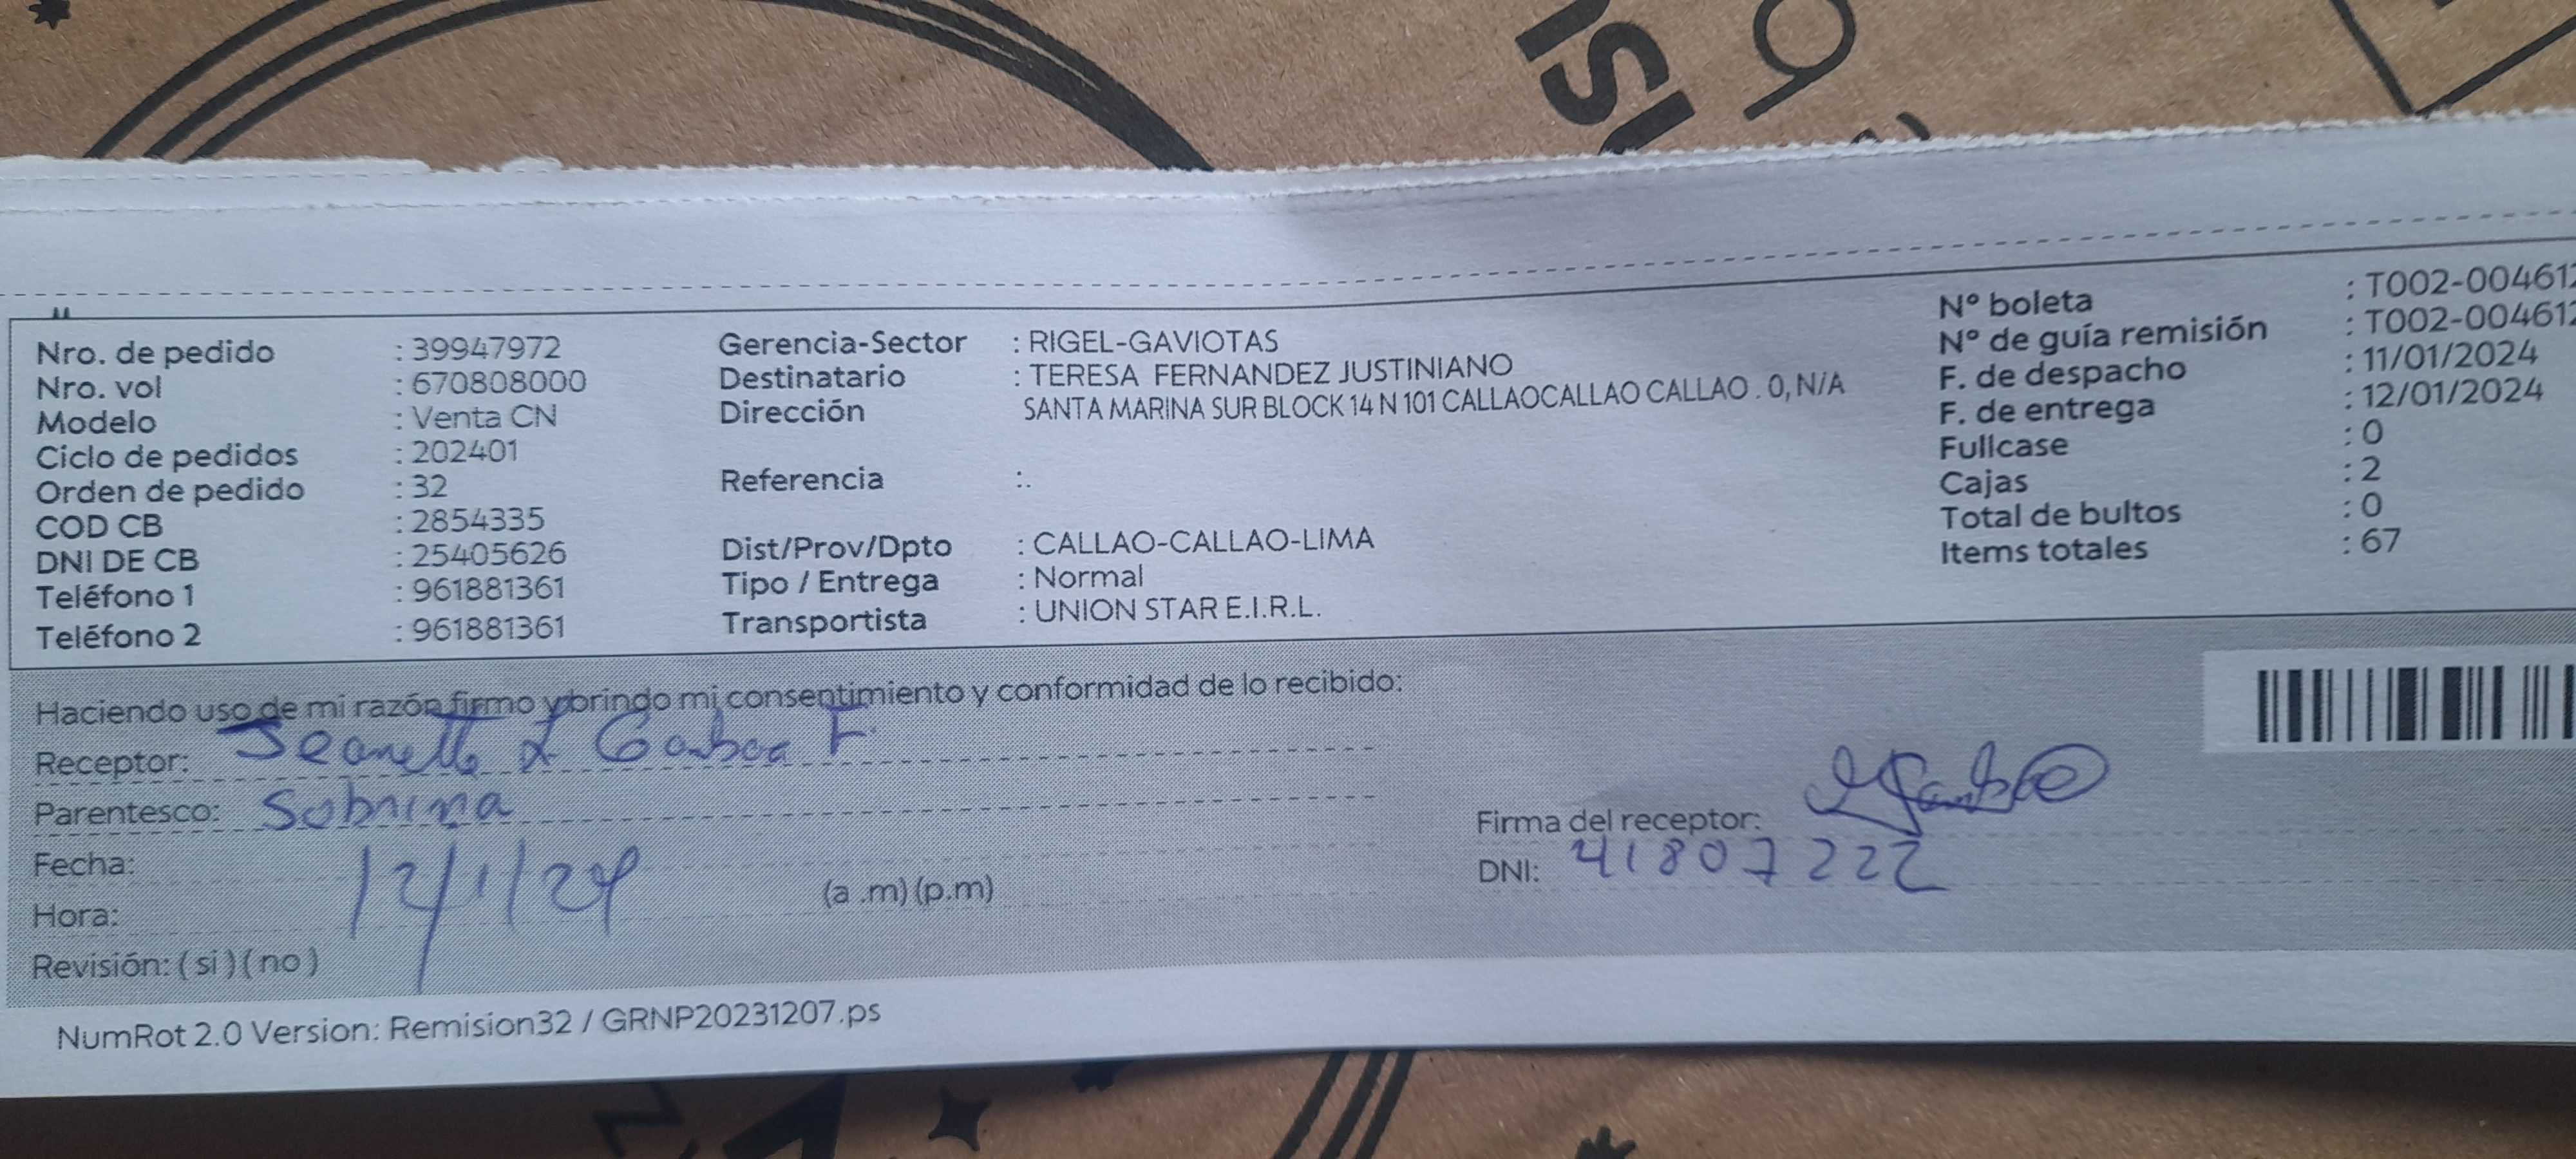 Nro. de pedido : 39947972
Nro. vol : 670808000
Modelo : Venta CN
Ciclo de pedidos : 202401
Orden de pedido : 32
COD CB : 2854335
DNI DE CB : 25405626
Teléfono 1 : 961881361
Teléfono 2 : 961881361
Gerencia-Sector : RIGEL-GAVIOTAS
Destinatario : TERESA FERNANDEZ JUSTINIANO
Dirección SANTA MARINA SUR BLOCK 14 N 101 CALLAOCALLAO CALLAO . 0, N/A
Referencia :.
Dist/Prov/Dpto : CALLAO-CALLAO-LIMA
Tipo / Entrega : Normal
Transportista : UNION STAR E.I.R.L.
N° boleta : T002-004612
N° de guía remisión : T002-004612
F. de despacho : 11/01/2024
F. de entrega : 12/01/2024
Fullcase : 0
Cajas : 2
Total de bultos : 0
Items totales : 67
Haciendo uso de mi razón firmo y brindo mi consentimiento y conformidad de lo recibido:
Receptor: Jeanette L Gamboa F.
Parentesco: Sobrina
Fecha: 12/1/24
Hora: (a .m) (p.m)
Revisión: (si) (no)
Firma del receptor:
DNI: 41807222
NumRot 2.0 Version: Remision32 / GRNP20231207.ps